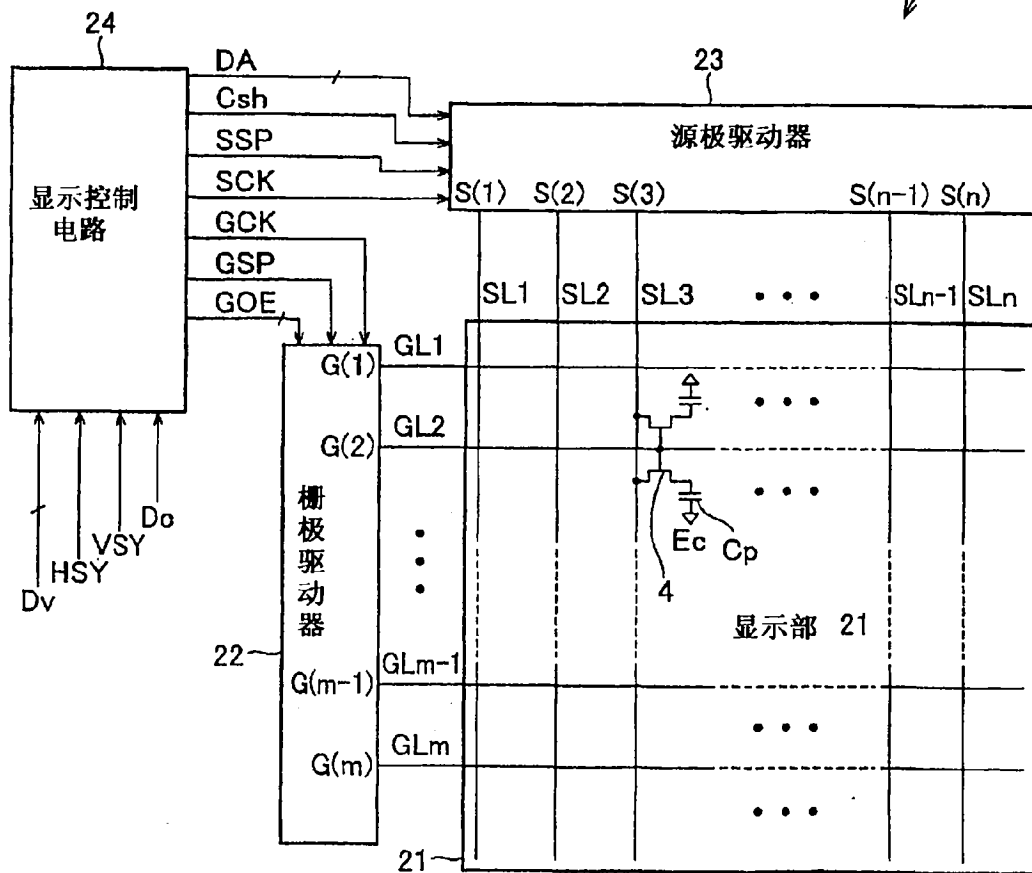 24
DA
Csh
SSP
SCK
GCK
GSP
GOE
显示控制
电路
23
源极驱动器
S(1) S(2) S(3) S(n-1) S(n)
SL1 SL2 SL3 ••• SLn-1 SLn
G(1) GL1
G(2) GL2
栅极驱动器
Dv HSY VSY Dc
Ec Cp
4
显示部 21
22
G(m-1) GLm-1
G(m) GLm
21